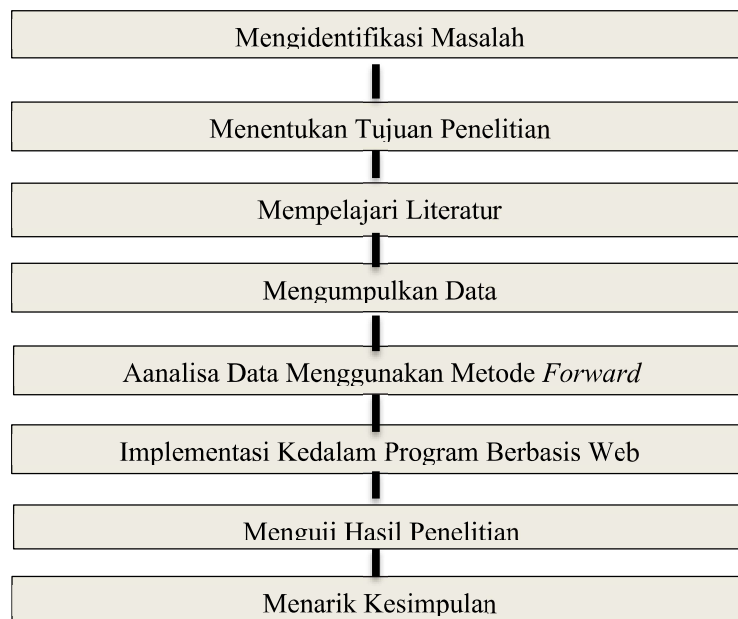 Mengidentifikasi Masalah
Menentukan Tujuan Penelitian
Mempelajari Literatur
Mengumpulkan Data
Aanalisa Data Menggunakan Metode Forward
Implementasi Kedalam Program Berbasis Web
Menguji Hasil Penelitian
Menarik Kesimpulan